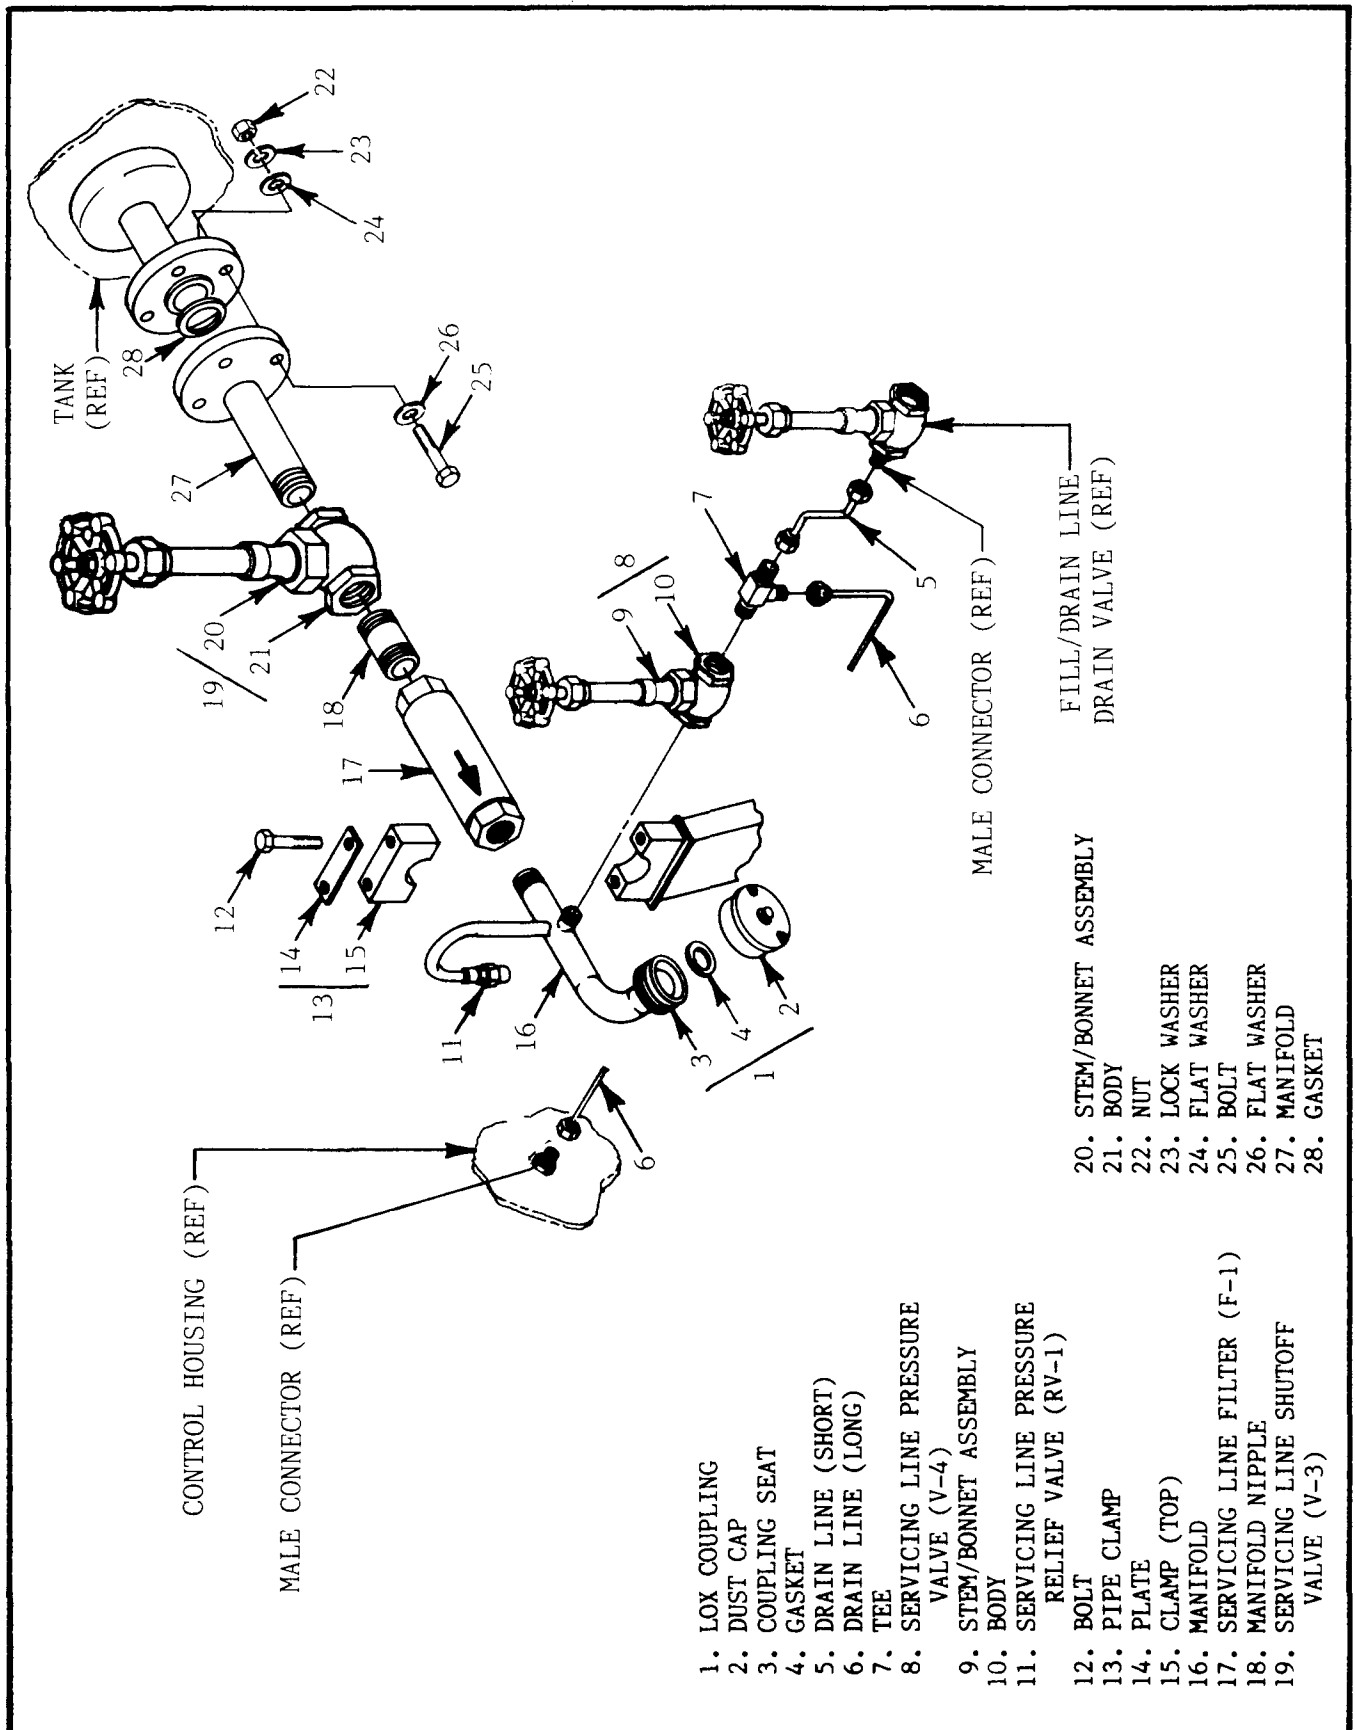 CONTROL HOUSING (REF)
MALE CONNECTOR (REF)
TANK
(REF)
MALE CONNECTOR (REF)
FILL/DRAIN LINE
DRAIN VALVE (REF)
22
23
24
28
26
25
27
20
19
21
18
17
12
14
13
15
11
16
3
4
1
2
6
9
8
10
7
5
6
1. LOX COUPLING
2. DUST CAP
3. COUPLING SEAT
4. GASKET
5. DRAIN LINE (SHORT)
6. DRAIN LINE (LONG)
7. TEE
8. SERVICING LINE PRESSURE
VALVE (V-4)
9. STEM/BONNET ASSEMBLY
10. BODY
11. SERVICING LINE PRESSURE
RELIEF VALVE (RV-1)
12. BOLT
13. PIPE CLAMP
14. PLATE
15. CLAMP (TOP)
16. MANIFOLD
17. SERVICING LINE FILTER (F-1)
18. MANIFOLD NIPPLE
19. SERVICING LINE SHUTOFF
VALVE (V-3)
20. STEM/BONNET ASSEMBLY
21. BODY
22. NUT
23. LOCK WASHER
24. FLAT WASHER
25. BOLT
26. FLAT WASHER
27. MANIFOLD
28. GASKET